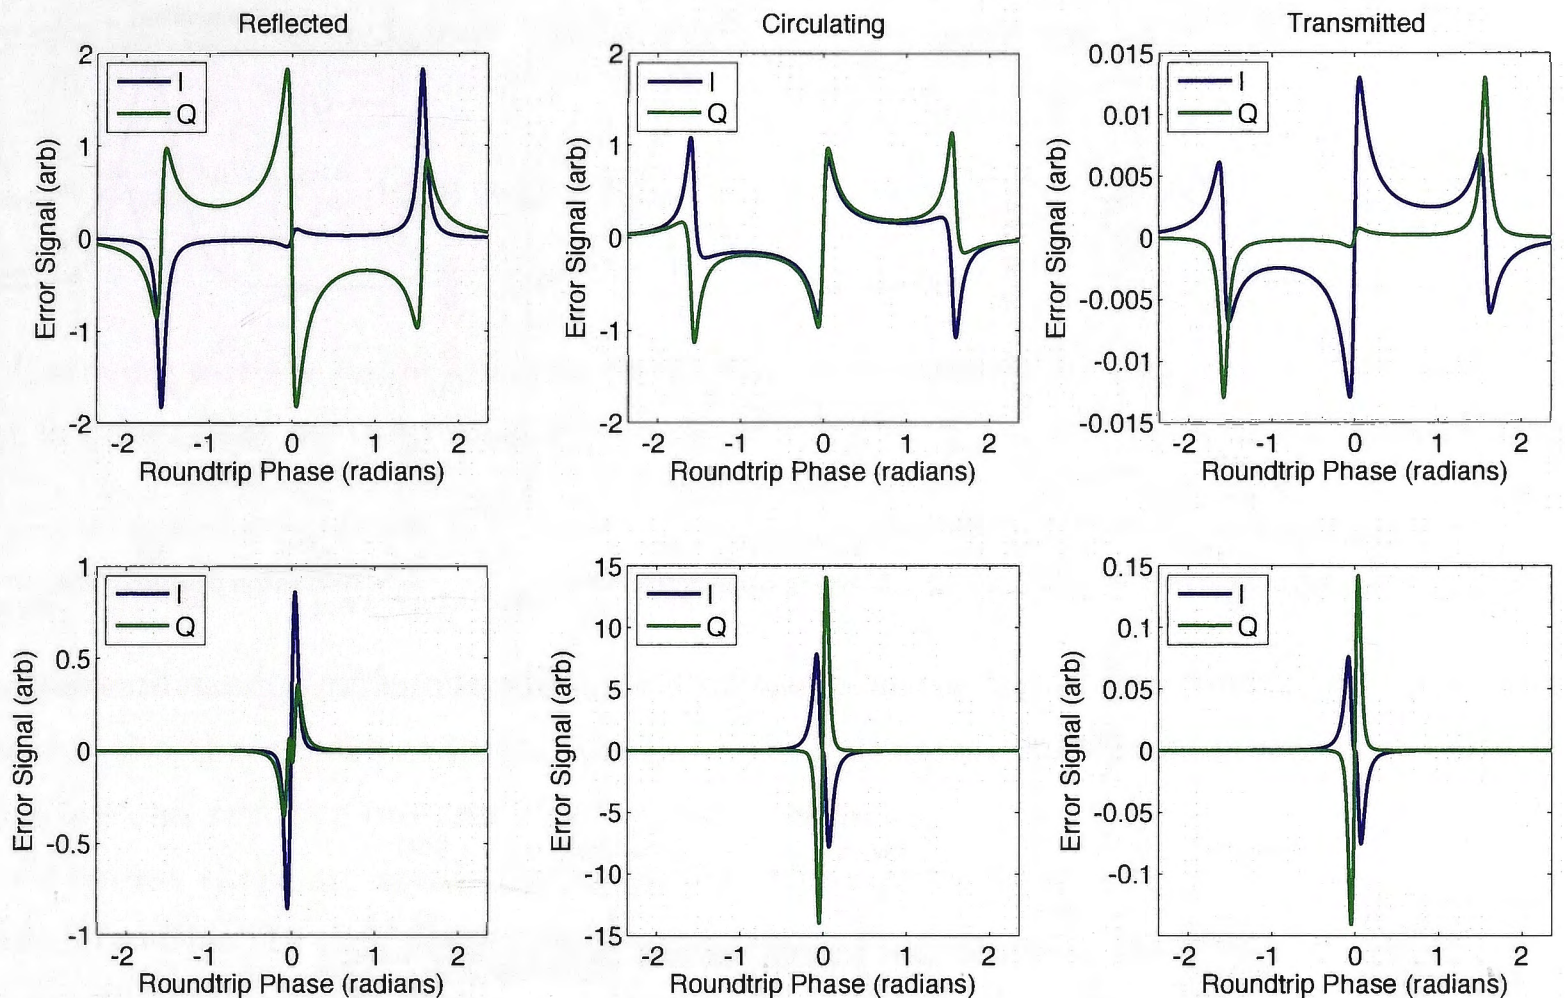 Reflected
Circulating
Transmitted
2
1
0
-1
-2
Error Signal (arb)
I
Q
-2 -1 0 1 2
Roundtrip Phase (radians)
2
1
0
-1
-2
Error Signal (arb)
I
Q
-2 -1 0 1 2
Roundtrip Phase (radians)
0.015
0.01
0.005
0
-0.005
-0.01
-0.015
Error Signal (arb)
I
Q
-2 -1 0 1 2
Roundtrip Phase (radians)
1
0.5
0
-0.5
-1
Error Signal (arb)
I
Q
-2 -1 0 1 2
Roundtrip Phase (radians)
15
10
5
0
-5
-10
-15
Error Signal (arb)
I
Q
-2 -1 0 1 2
Roundtrip Phase (radians)
0.15
0.1
0.05
0
-0.05
-0.1
Error Signal (arb)
I
Q
-2 -1 0 1 2
Roundtrip Phase (radians)